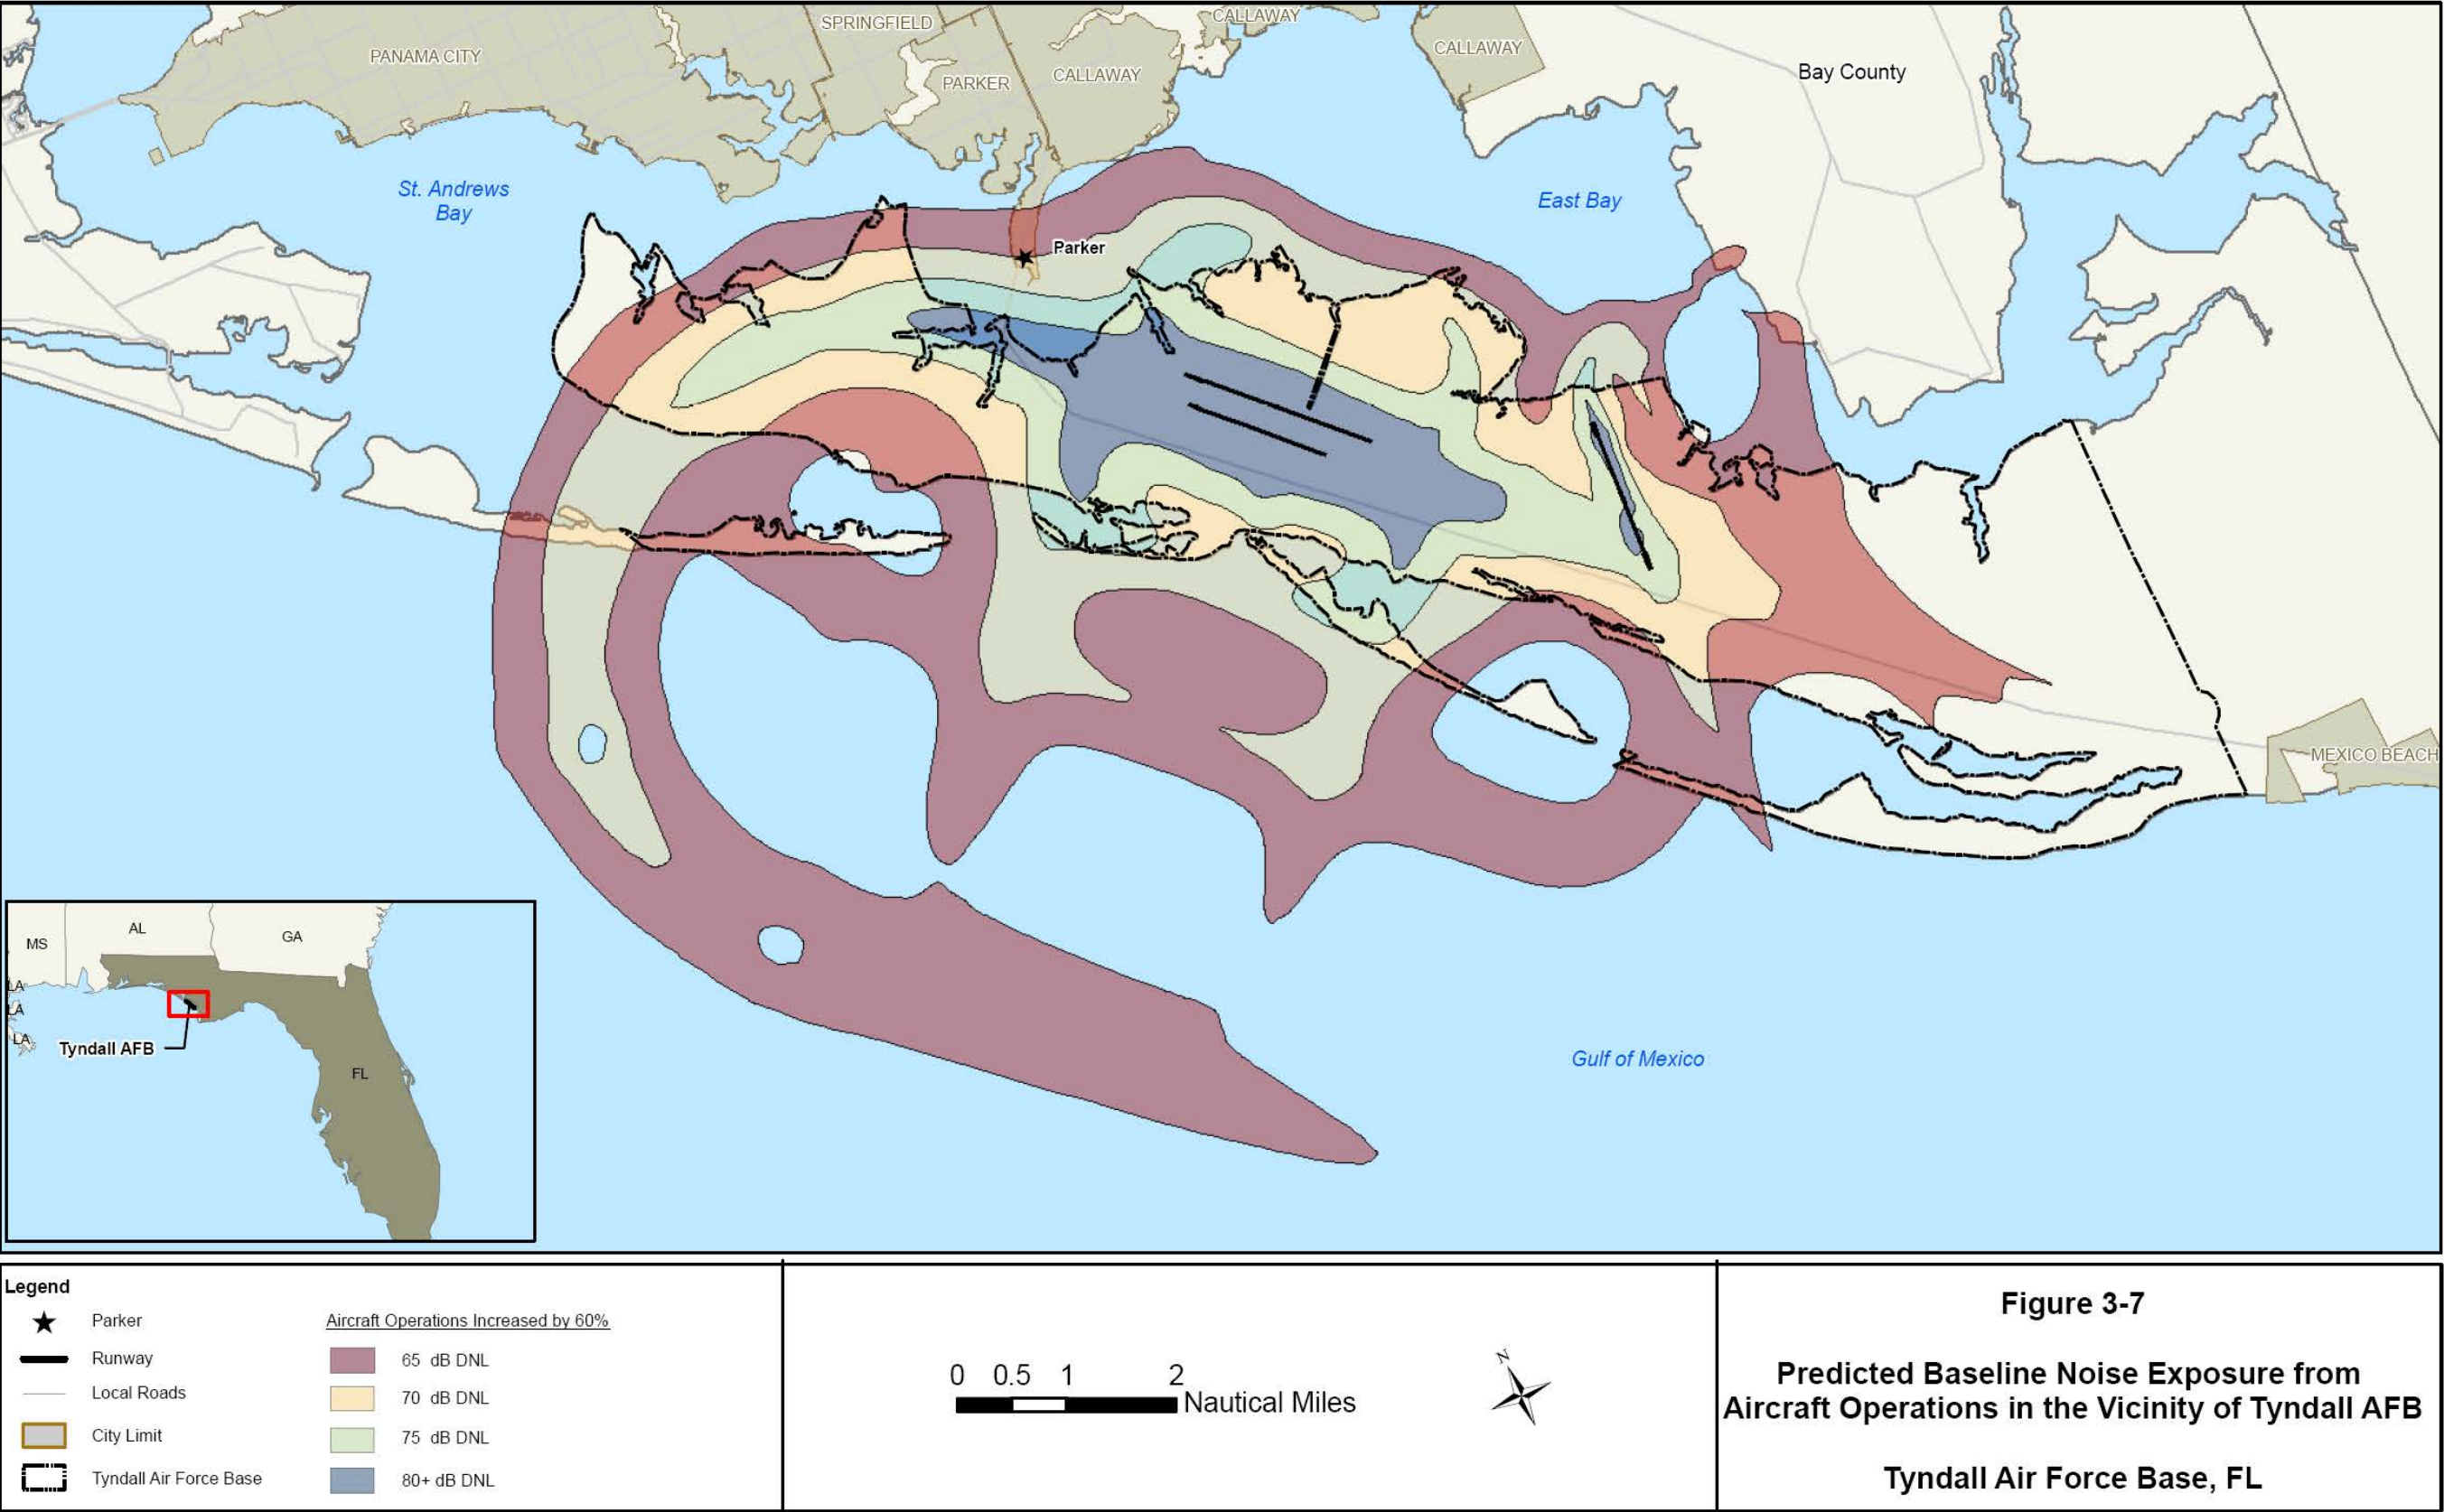 CALLAWAY
SPRINGFIELD
PANAMA CITY
CALLAWAY
Bay County
CALLAWAY
PARKER
St. Andrews
Bay
East Bay
Parker
MEXICO BEACH
Gulf of Mexico
AL
GA
MS
LA
LA
LA
Tyndall AFB
FL
Legend
Parker
Runway
Local Roads
City Limit
Tyndall Air Force Base
Aircraft Operations Increased by 60%
65 dB DNL
70 dB DNL
75 dB DNL
80+ dB DNL
0 0.5 1 2
Nautical Miles
N
Figure 3-7
Predicted Baseline Noise Exposure from
Aircraft Operations in the Vicinity of Tyndall AFB
Tyndall Air Force Base, FL